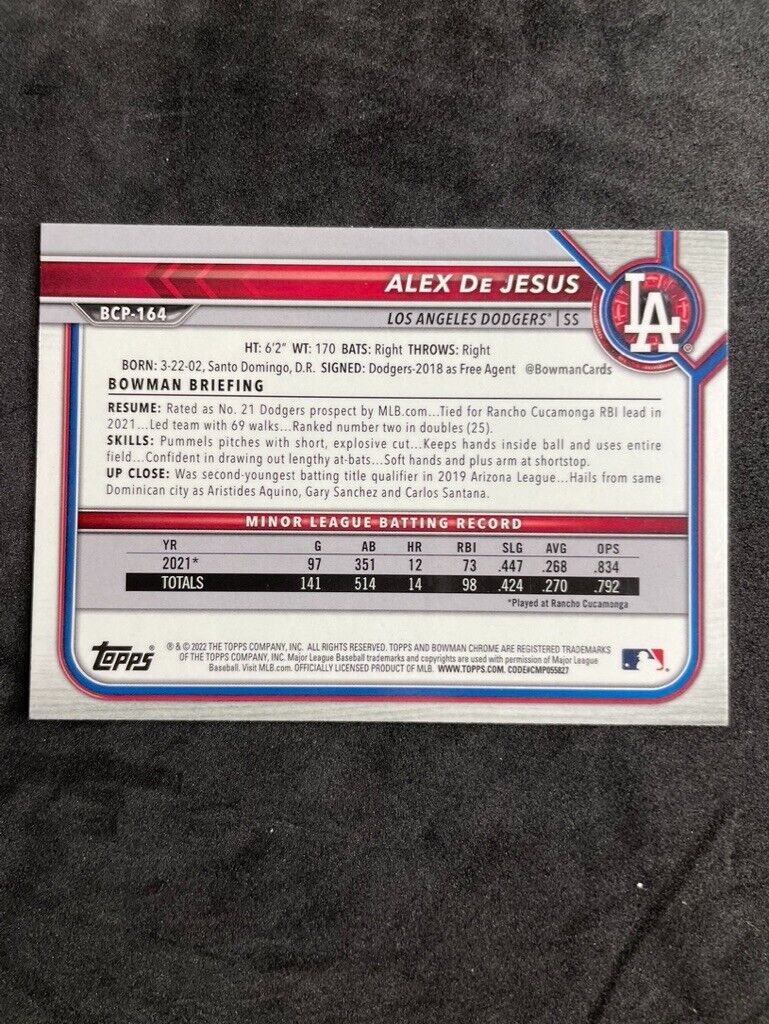 ALEX DE JESUS
BCP-164
LOS ANGELES DODGERS® | SS
LA®
HT: 6'2" WT: 170 BATS: Right THROWS: Right
BORN: 3-22-02, Santo Domingo, D.R. SIGNED: Dodgers-2018 as Free Agent @BowmanCards
BOWMAN BRIEFING
RESUME: Rated as No. 21 Dodgers prospect by MLB.com...Tied for Rancho Cucamonga RBI lead in
2021...Led team with 69 walks...Ranked number two in doubles (25).
SKILLS: Pummels pitches with short, explosive cut...Keeps hands inside ball and uses entire
field...Confident in drawing out lengthy at-bats...Soft hands and plus arm at shortstop.
UP CLOSE: Was second-youngest batting title qualifier in 2019 Arizona League...Hails from same
Dominican city as Aristides Aquino, Gary Sanchez and Carlos Santana.
MINOR LEAGUE BATTING RECORD
YR G AB HR RBI SLG AVG OPS
2021* 97 351 12 73 .447 .268 .834
TOTALS 141 514 14 98 .424 .270 .792
*Played at Rancho Cucamonga
TOPPS®
® & © 2022 THE TOPPS COMPANY, INC. ALL RIGHTS RESERVED. TOPPS AND BOWMAN CHROME ARE REGISTERED TRADEMARKS
OF THE TOPPS COMPANY, INC. Major League Baseball trademarks and copyrights are used with permission of Major League
Baseball. Visit MLB.com. OFFICIALLY LICENSED PRODUCT OF MLB. WWW.TOPPS.COM. CODE#CMP055827